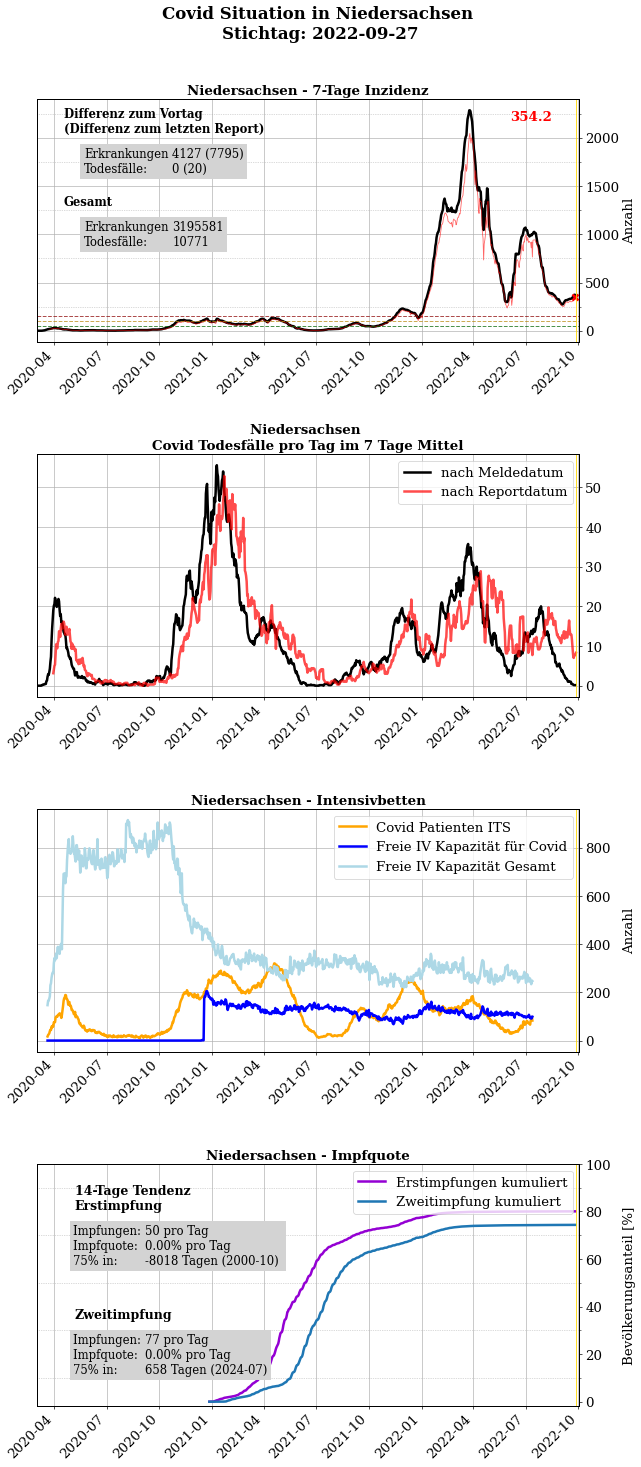 Covid Situation in Niedersachsen
Stichtag: 2022-09-27
Niedersachsen - 7-Tage Inzidenz
Differenz zum Vortag
(Differenz zum letzten Report)
Erkrankungen 4127 (7795)
Todesfälle: 0 (20)
Gesamt
Erkrankungen 3195581
Todesfälle: 10771
354.2
2000
1500
1000
500
0
Anzahl
2020-04
2020-07
2020-10
2021-01
2021-04
2021-07
2021-10
2022-01
2022-04
2022-07
2022-10
Niedersachsen
Covid Todesfälle pro Tag im 7 Tage Mittel
nach Meldedatum
nach Reportdatum
50
40
30
20
10
0
2020-04
2020-07
2020-10
2021-01
2021-04
2021-07
2021-10
2022-01
2022-04
2022-07
2022-10
Niedersachsen - Intensivbetten
Covid Patienten ITS
Freie IV Kapazität für Covid
Freie IV Kapazität Gesamt
800
600
400
200
0
Anzahl
2020-04
2020-07
2020-10
2021-01
2021-04
2021-07
2021-10
2022-01
2022-04
2022-07
2022-10
Niedersachsen - Impfquote
14-Tage Tendenz
Erstimpfung
Impfungen: 50 pro Tag
Impfquote: 0.00% pro Tag
75% in: -8018 Tagen (2000-10)
Zweitimpfung
Impfungen: 77 pro Tag
Impfquote: 0.00% pro Tag
75% in: 658 Tagen (2024-07)
Erstimpfungen kumuliert
Zweitimpfung kumuliert
100
80
60
40
20
0
Bevölkerungsanteil [%]
2020-04
2020-07
2020-10
2021-01
2021-04
2021-07
2021-10
2022-01
2022-04
2022-07
2022-10